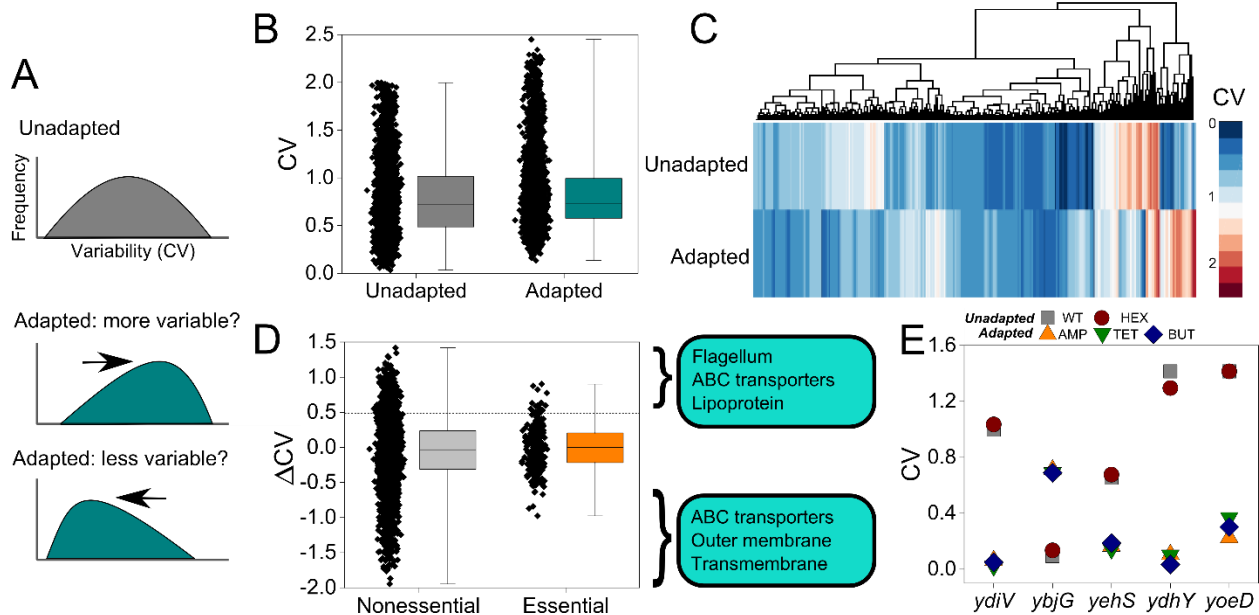 A
Unadapted
Frequency
Variability (CV)
Adapted: more variable?
Adapted: less variable?
B
CV
2.5
2.0
1.5
1.0
0.5
0.0
Unadapted
Adapted
C
Unadapted
Adapted
CV
0
1
2
D
ΔCV
1.5
1.0
0.5
0.0
-0.5
-1.0
-1.5
-2.0
Nonessential
Essential
Flagellum
ABC transporters
Lipoprotein
ABC transporters
Outer membrane
Transmembrane
E
Unadapted WT HEX
Adapted AMP TET BUT
CV
1.6
1.2
0.8
0.4
0.0
ydiV
ybjG
yehS
ydhY
yoeD